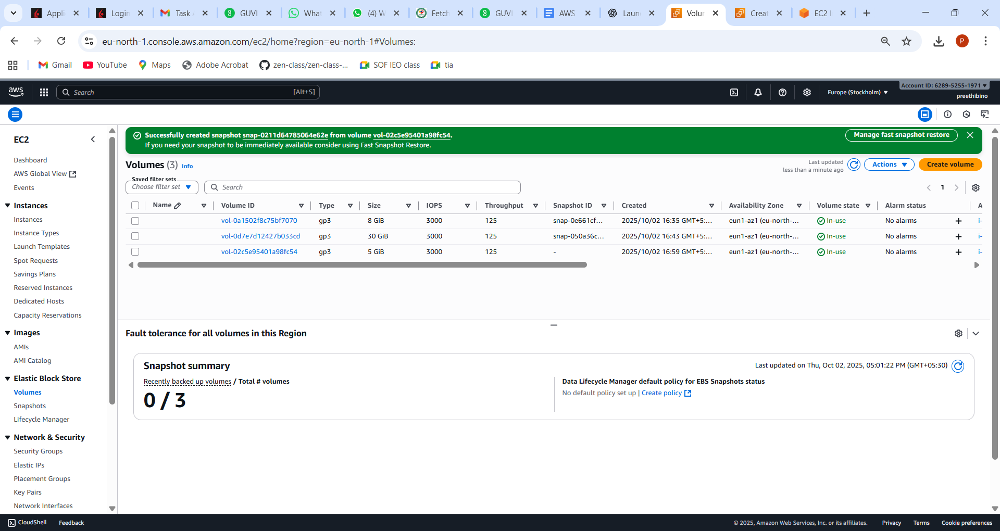 Appli
Login
Task
GUVI
What
(4) W
Fetch
GUVI
AWS
Laun
Volur
Creat
EC2 I
eu-north-1.console.aws.amazon.com/ec2/home?region=eu-north-1#Volumes:
P
Gmail
YouTube
Maps
Adobe Acrobat
zen-class/zen-class-...
SOF IEO class
tia
aws
Search
[Alt+S]
Europe (Stockholm)
Account ID: 6289-5255-1971
preethibino
EC2
Dashboard
AWS Global View
Events
Instances
Instances
Instance Types
Launch Templates
Spot Requests
Savings Plans
Reserved Instances
Dedicated Hosts
Capacity Reservations
Images
AMIs
AMI Catalog
Elastic Block Store
Volumes
Snapshots
Lifecycle Manager
Network & Security
Security Groups
Elastic IPs
Placement Groups
Key Pairs
Network Interfaces
Successfully created snapshot snap-0211d64785064e62e from volume vol-02c5e95401a98fc54.
If you need your snapshot to be immediately available consider using Fast Snapshot Restore.
Manage fast snapshot restore
Volumes (3) Info
Last updated
less than a minute ago
Actions
Create volume
Saved filter sets
Choose filter set
Search
1
Name Volume ID Type Size IOPS Throughput Snapshot ID Created Availability Zone Volume state Alarm status A
vol-0a1502f8c75bf7070 gp3 8 GiB 3000 125 snap-0e661cf... 2025/10/02 16:35 GMT+5:... eun1-az1 (eu-north-... In-use No alarms + i-
vol-0d7e7d12427b033cd gp3 30 GiB 3000 125 snap-050a36c... 2025/10/02 16:43 GMT+5:... eun1-az1 (eu-north-... In-use No alarms + i-
vol-02c5e95401a98fc54 gp3 5 GiB 3000 125 - 2025/10/02 16:59 GMT+5:... eun1-az1 (eu-north-... In-use No alarms + i-
Fault tolerance for all volumes in this Region
Snapshot summary
Last updated on Thu, Oct 02, 2025, 05:01:22 PM (GMT+05:30)
Recently backed up volumes / Total # volumes
0 / 3
Data Lifecycle Manager default policy for EBS Snapshots status
No default policy set up | Create policy
CloudShell
Feedback
© 2025, Amazon Web Services, Inc. or its affiliates.
Privacy
Terms
Cookie preferences